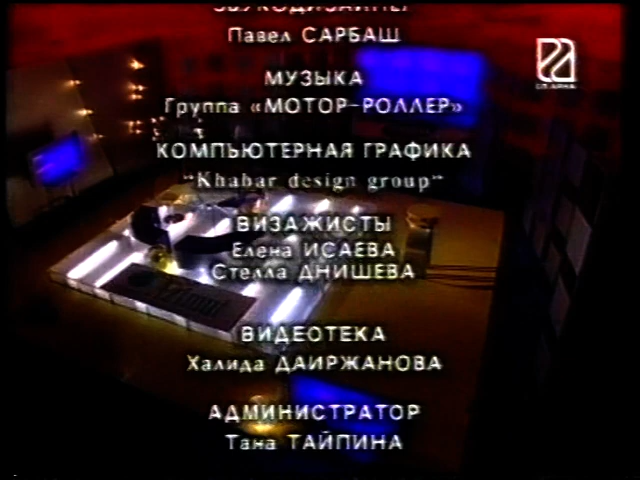 ЗВУКОДИЗАЙНЕР
Павел САРБАШ
МУЗЫКА
Группа «МОТОР-РОЛЛЕР»
КОМПЬЮТЕРНАЯ ГРАФИКА
"Khabar design group"
ВИЗАЖИСТЫ
Елена ИСАЕВА
Стелла ДНИШЕВА
ВИДЕОТЕКА
Халида ДАИРЖАНОВА
АДМИНИСТРАТОР
Тана ТАЙПИНА